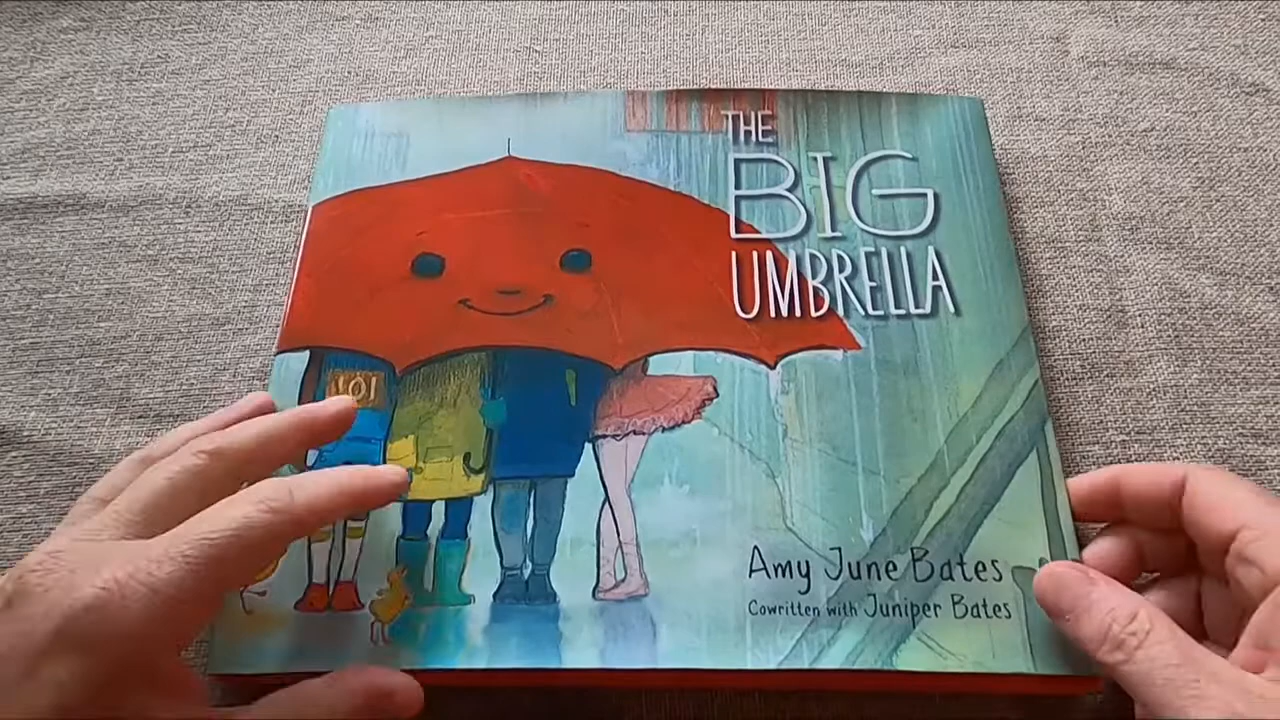 THE
BIG
UMBRELLA
Amy June Bates
Cowritten with Juniper Bates